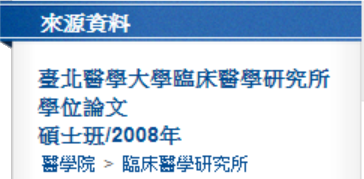 來源資料
臺北醫學大學臨床醫學研究所
學位論文
碩士班/2008年
醫學院 > 臨床醫學研究所